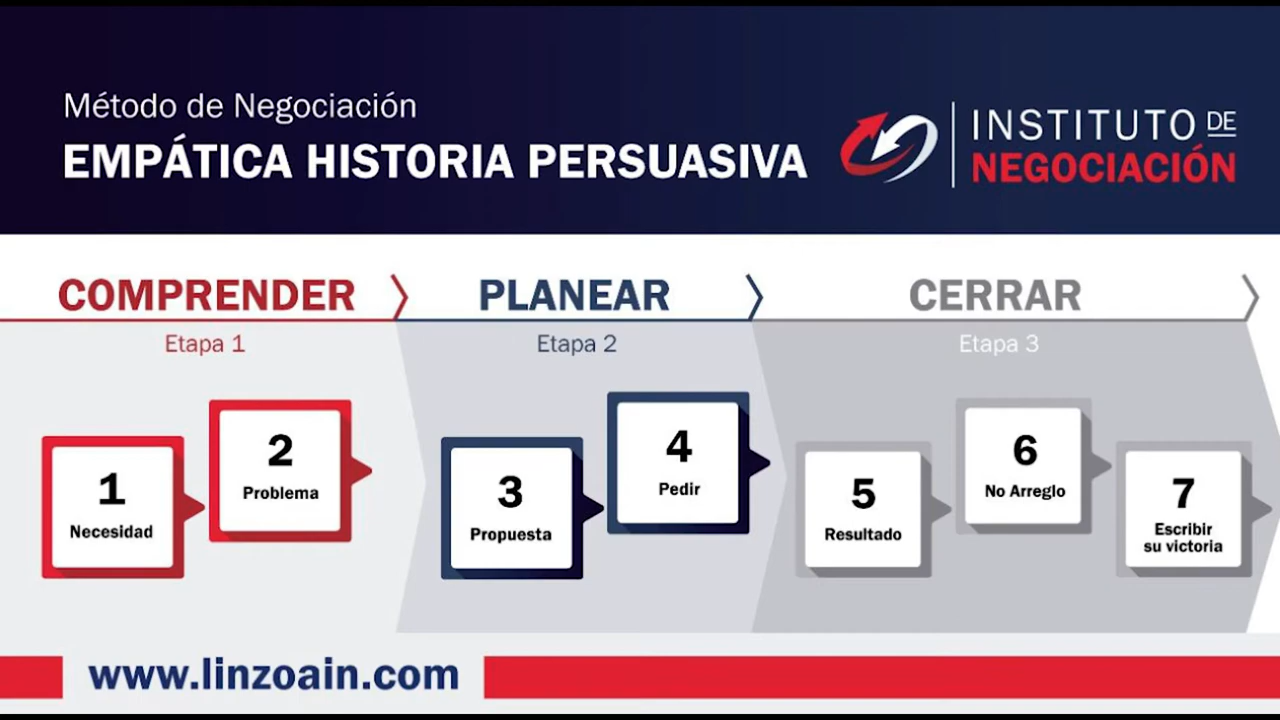 Método de Negociación
EMPÁTICA HISTORIA PERSUASIVA
INSTITUTO DE
NEGOCIACIÓN
COMPRENDER
Etapa 1
PLANEAR
Etapa 2
CERRAR
Etapa 3
1
Necesidad
2
Problema
3
Propuesta
4
Pedir
5
Resultado
6
No Arreglo
7
Escribir
su victoria
www.linzoain.com